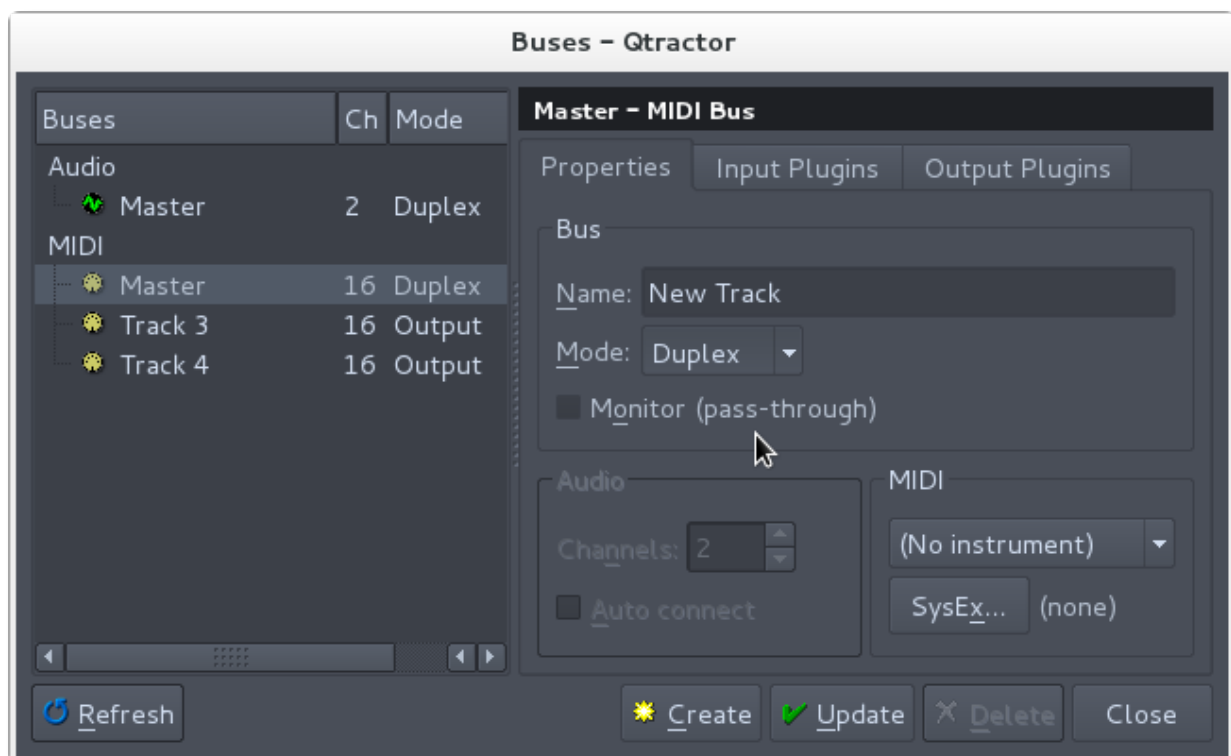 Buses - Qtractor
Buses Ch Mode
Audio
Master 2 Duplex
MIDI
Master 16 Duplex
Track 3 16 Output
Track 4 16 Output
Master - MIDI Bus
Properties Input Plugins Output Plugins
Bus
Name: New Track
Mode: Duplex
Monitor (pass-through)
Audio
Channels: 2
Auto connect
MIDI
(No instrument)
SysEx... (none)
Refresh Create Update Delete Close